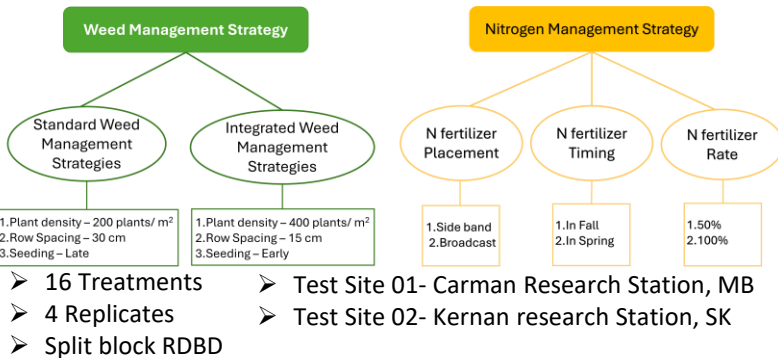 Weed Management Strategy
Nitrogen Management Strategy
Standard Weed
Management
Strategies
Integrated Weed
Management
Strategies
N fertilizer
Placement
N fertilizer
Timing
N fertilizer
Rate
1.Plant density – 200 plants/ m²
2.Row Spacing – 30 cm
3.Seeding – Late
1.Plant density – 400 plants/ m²
2.Row Spacing – 15 cm
3.Seeding – Early
1.Side band
2.Broadcast
1.In Fall
2.In Spring
1.50%
2.100%
➢ 16 Treatments
➢ 4 Replicates
➢ Split block RDBD
➢ Test Site 01- Carman Research Station, MB
➢ Test Site 02- Kernan research Station, SK